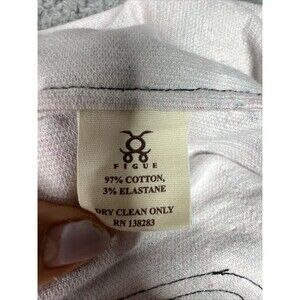 FIGUE
97% COTTON,
3% ELASTANE
DRY CLEAN ONLY
RN 138283